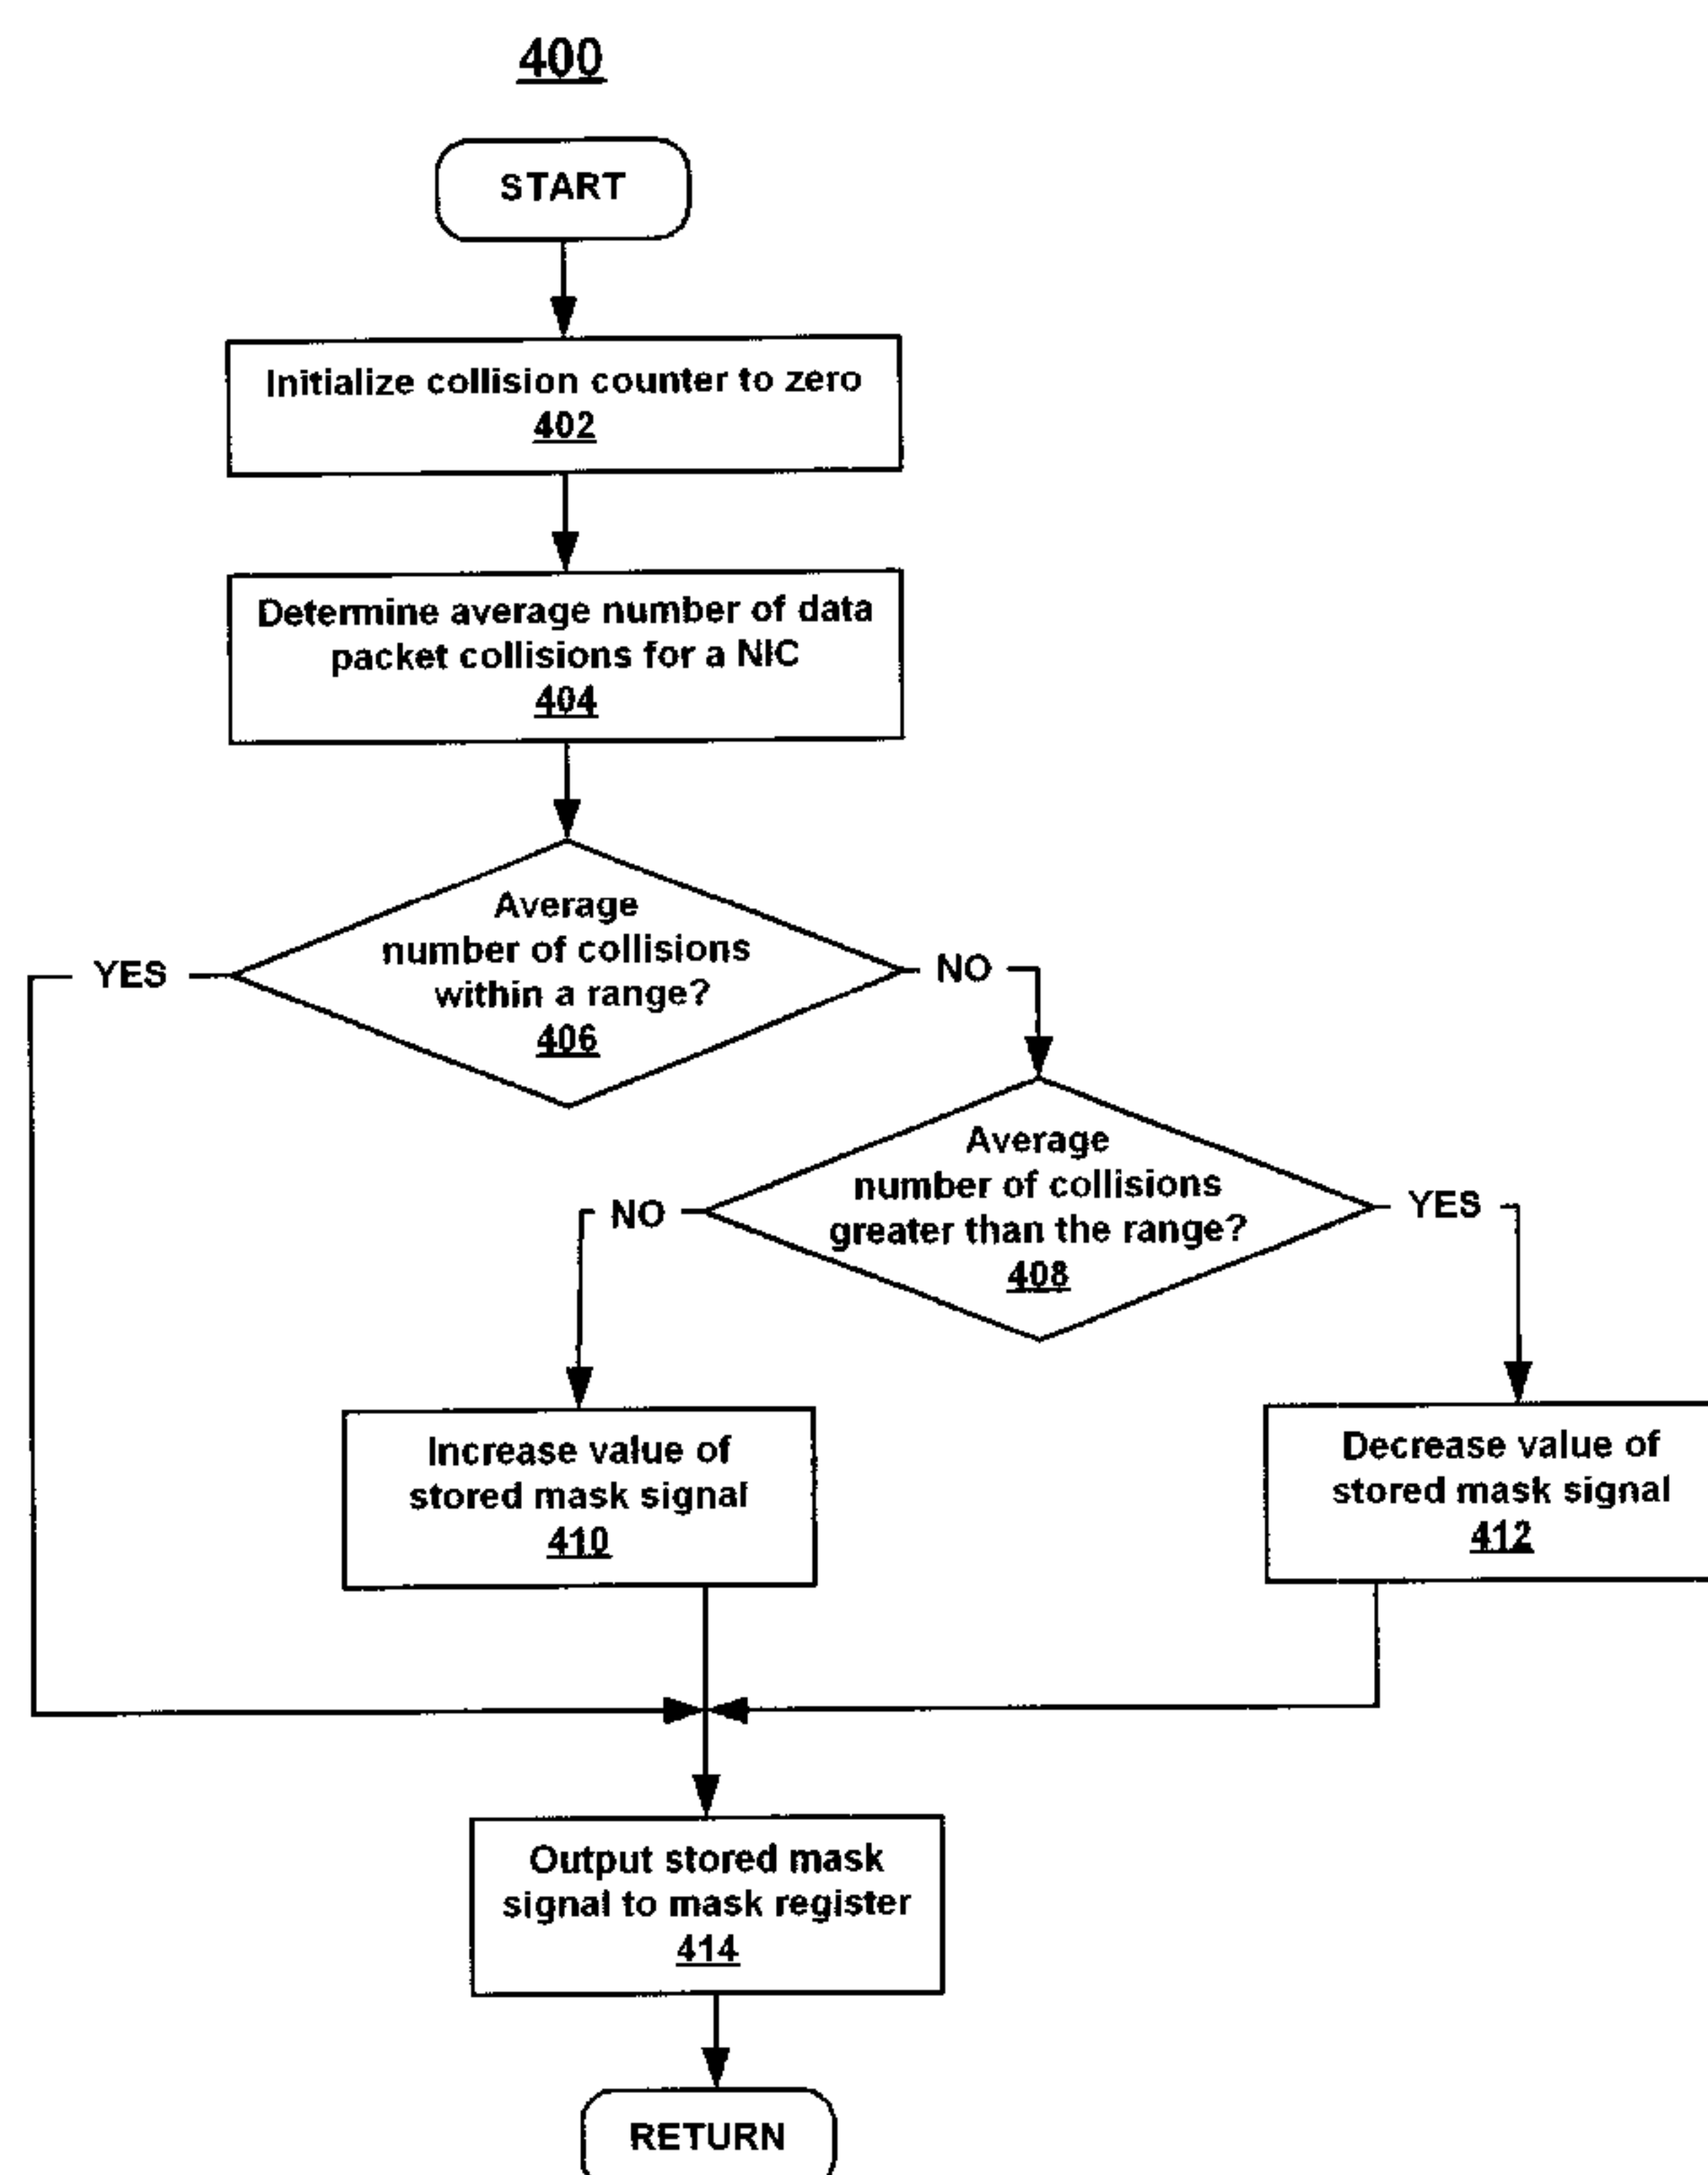 400
START
Initialize collision counter to zero
402
Determine average number of data
packet collisions for a NIC
404
Average
number of collisions
within a range?
406
YES
NO
Average
number of collisions
greater than the range?
408
NO
YES
Increase value of
stored mask signal
410
Decrease value of
stored mask signal
412
Output stored mask
signal to mask register
414
RETURN